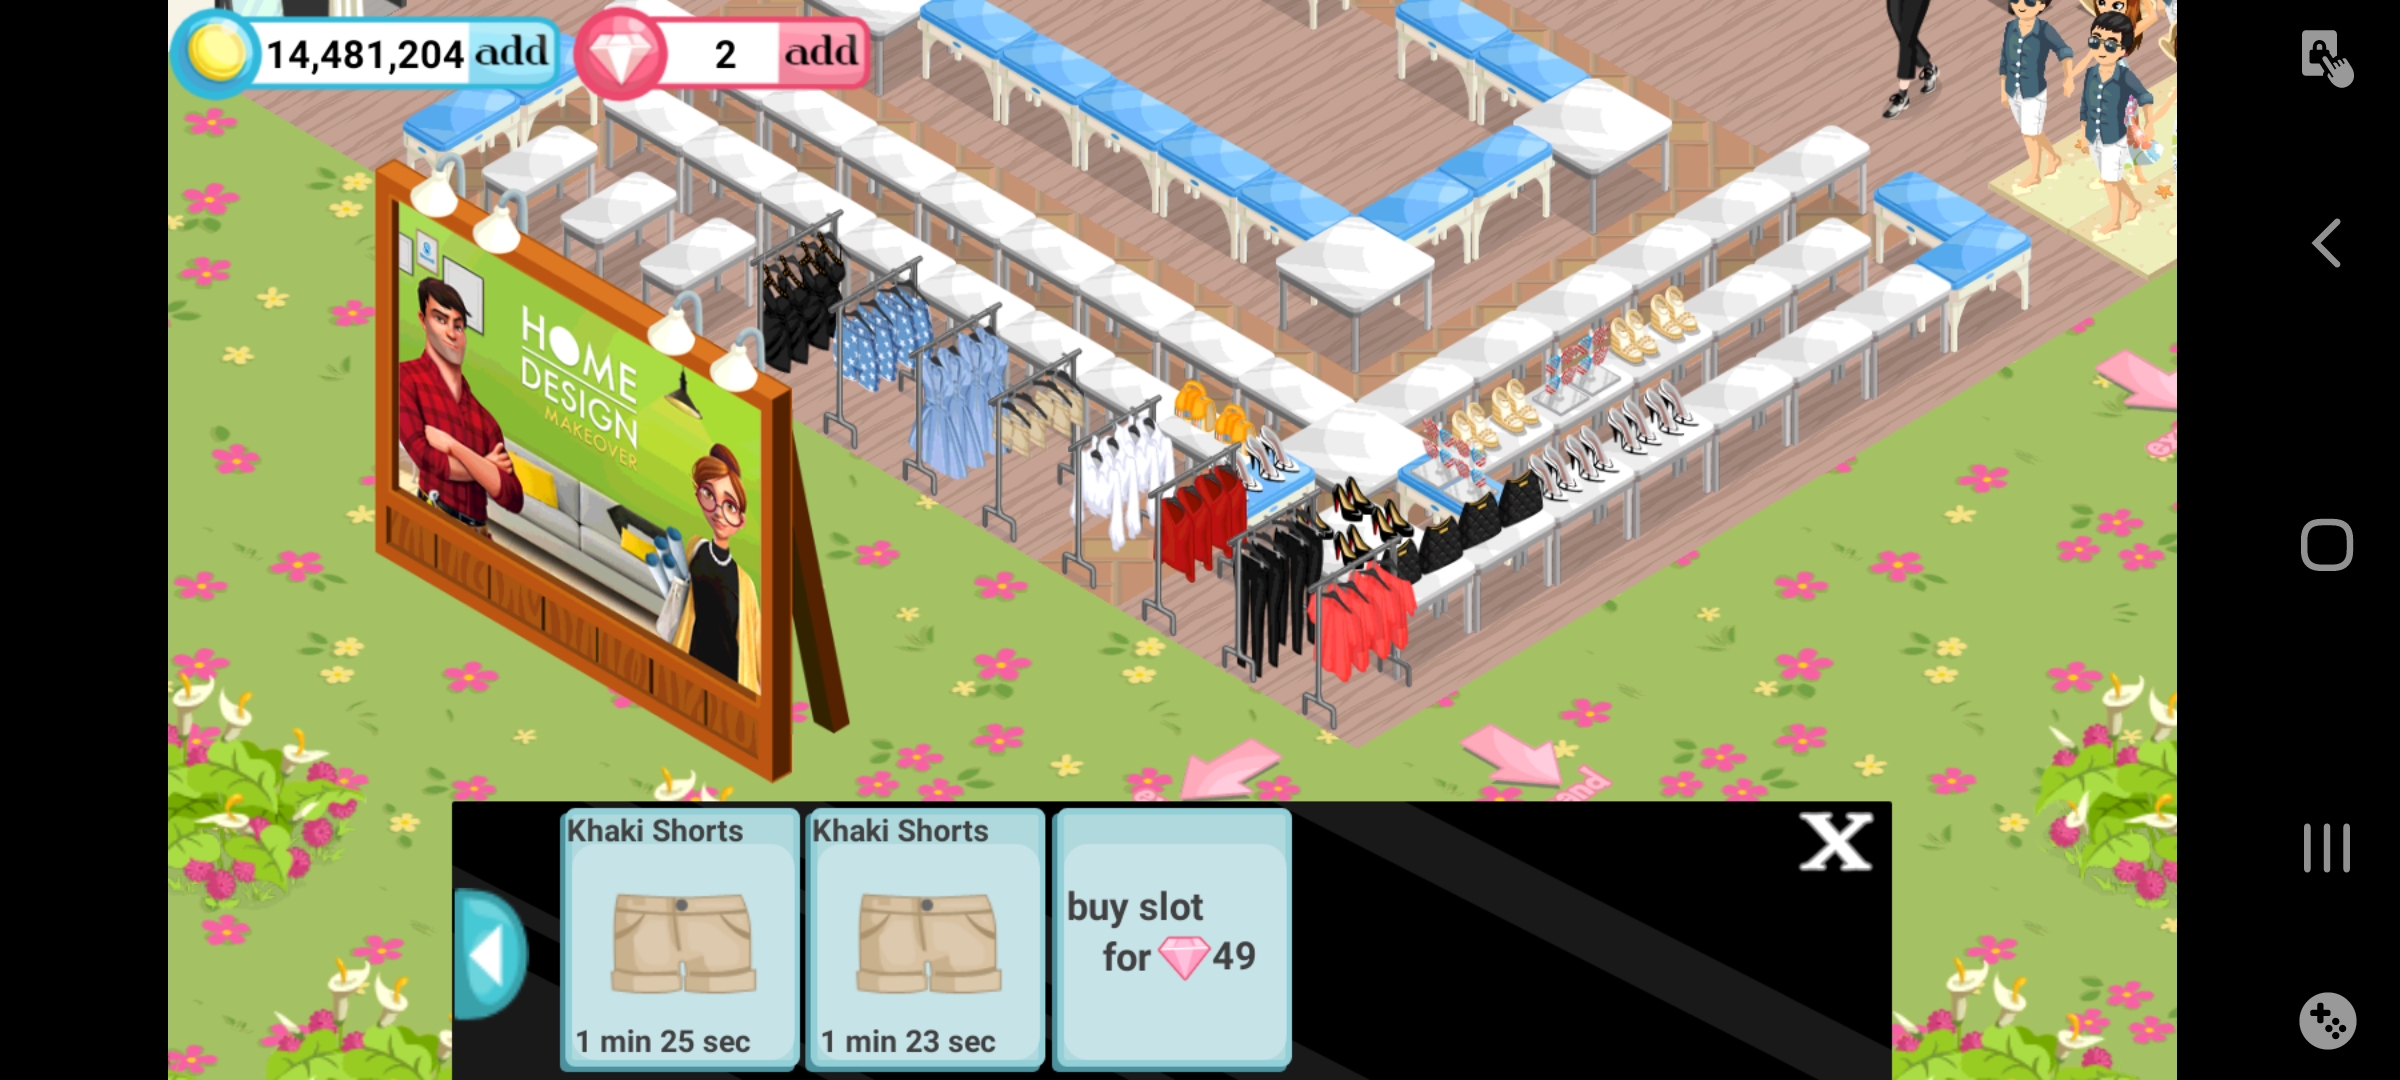 14,481,204 add
2 add
HOME
DESIGN
MAKEOVER
Khaki Shorts
1 min 25 sec
Khaki Shorts
1 min 23 sec
buy slot
for 49
X